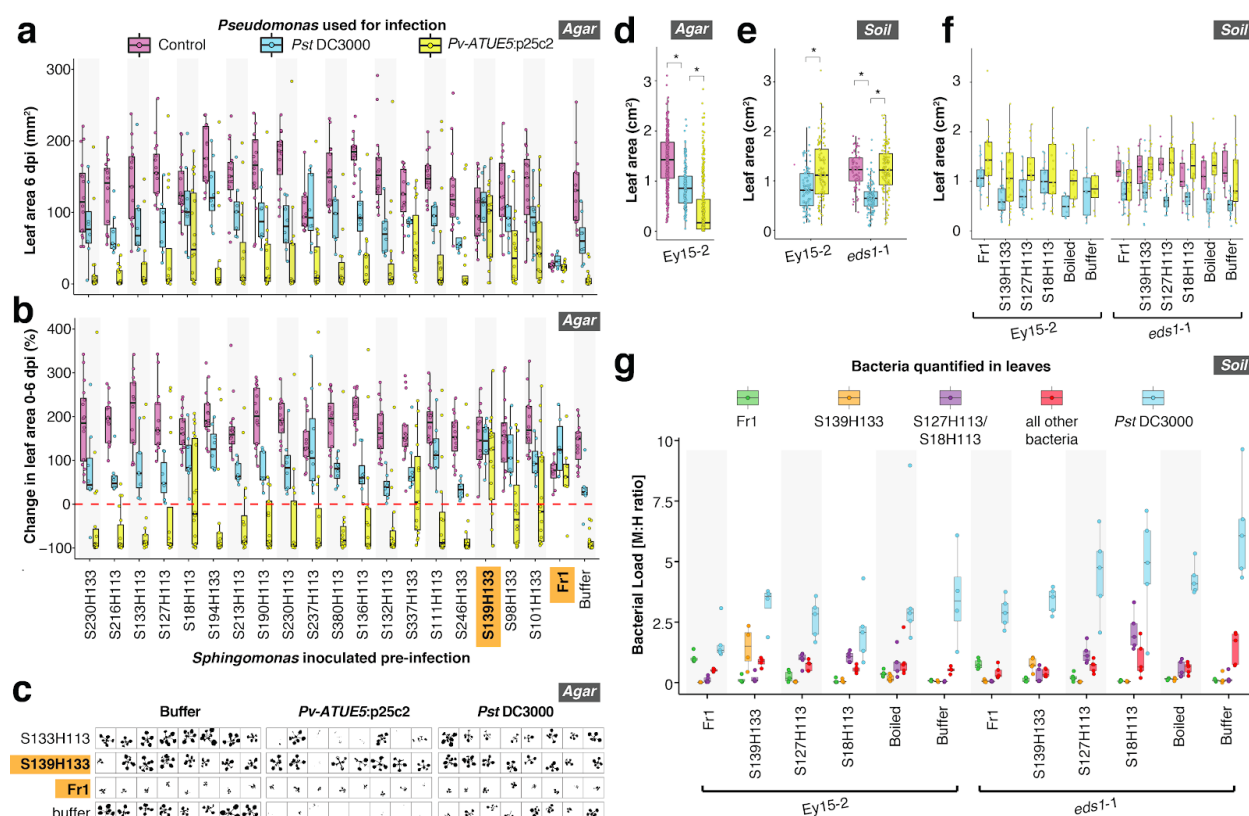 a
Pseudomonas used for infection
Agar
Control
Pst DC3000
Pv-ATUE5:p25c2
Leaf area 6 dpi (mm²)
300
200
100
0
b
Agar
Change in leaf area 0-6 dpi (%)
400
300
200
100
0
−100
S230H133
S216H113
S133H113
S127H113
S18H113
S194H133
S213H113
S190H113
S230H113
S237H113
S380H113
S136H113
S132H113
S337H113
S111H113
S246H133
S139H133
S98H133
S101H133
Fr1
Buffer
Sphingomonas inoculated pre-infection
c
Agar
Buffer
Pv-ATUE5:p25c2
Pst DC3000
S133H113
S139H133
Fr1
buffer
d
Agar
Leaf area (cm²)
3
2
1
0
* *
Ey15-2
e
Soil
Leaf area (cm²)
3
2
1
0
* * *
Ey15-2
eds1-1
f
Soil
Leaf area (cm²)
3
2
1
0
Fr1
S139H133
S127H113
S18H113
Boiled
Buffer
Fr1
S139H133
S127H113
S18H113
Boiled
Buffer
Ey15-2
eds1-1
g
Bacteria quantified in leaves
Soil
Fr1
S139H133
S127H113/
S18H113
all other
bacteria
Pst DC3000
Bacterial Load [M:H ratio]
10
7.5
5
2.5
0
Fr1
S139H133
S127H113
S18H113
Boiled
Buffer
Fr1
S139H133
S127H113
S18H113
Boiled
Buffer
Ey15-2
eds1-1